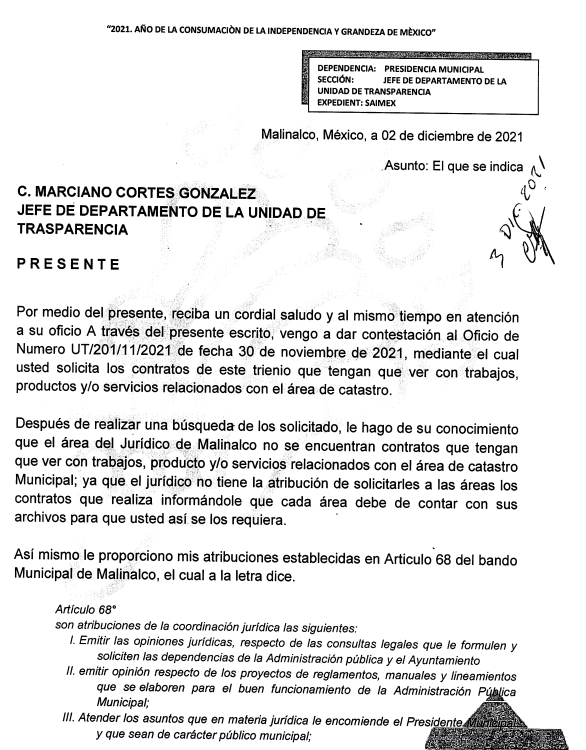 "2021. AÑO DE LA CONSUMACIÒN DE LA INDEPENDENCIA Y GRANDEZA DE MÈXICO"
DEPENDENCIA: PRESIDENCIA MUNICIPAL
SECCIÓN: JEFE DE DEPARTAMENTO DE LA
UNIDAD DE TRASPARENCIA
EXPEDIENT: SAIMEX
Malinalco, México, a 02 de diciembre de 2021
Asunto: El que se indica
3 DIC 2021
C. MARCIANO CORTES GONZALEZ
JEFE DE DEPARTAMENTO DE LA UNIDAD DE
TRASPARENCIA
P R E S E N T E
Por medio del presente, reciba un cordial saludo y al mismo tiempo en atención
a su oficio A través del presente escrito, vengo a dar contestación al Oficio de
Numero UT/201/11/2021 de fecha 30 de noviembre de 2021, mediante el cual
usted solicita los contratos de este trienio que tengan que ver con trabajos,
productos y/o servicios relacionados con el área de catastro.
Después de realizar una búsqueda de los solicitado, le hago de su conocimiento
que el área del Jurídico de Malinalco no se encuentran contratos que tengan
que ver con trabajos, producto y/o servicios relacionados con el área de catastro
Municipal; ya que el jurídico no tiene la atribución de solicitarles a las áreas los
contratos que realiza informándole que cada área debe de contar con sus
archivos para que usted así se los requiera.
Así mismo le proporciono mis atribuciones establecidas en Articulo 68 del bando
Municipal de Malinalco, el cual a la letra dice.
Artículo 68°
son atribuciones de la coordinación jurídica las siguientes:
I. Emitir las opiniones jurídicas, respecto de las consultas legales que le formulen y
soliciten las dependencias de la Administración pública y el Ayuntamiento
II. emitir opinión respecto de los proyectos de reglamentos, manuales y lineamientos
que se elaboren para el buen funcionamiento de la Administración Pública
Municipal;
III. Atender los asuntos que en materia jurídica le encomiende el Presidente Municipal
y que sean de carácter público municipal;